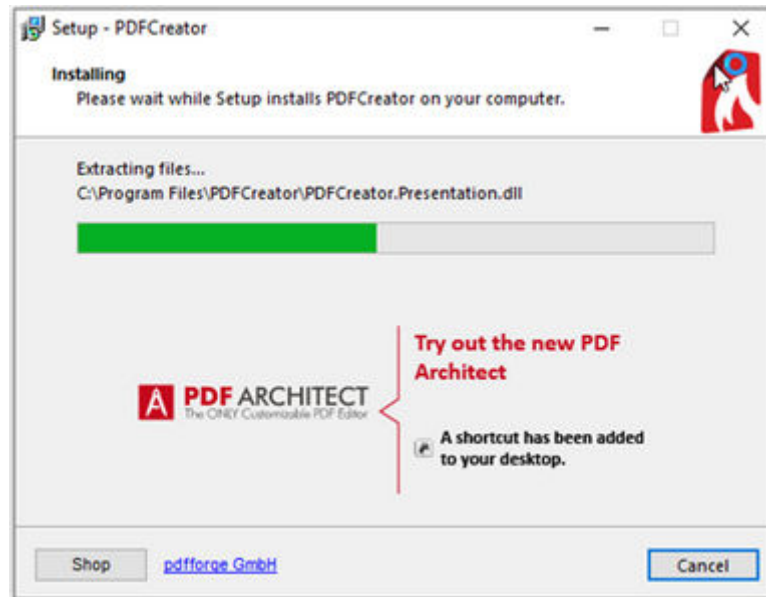 Setup - PDFCreator
Installing
Please wait while Setup installs PDFCreator on your computer.
Extracting files...
C:\Program Files\PDFCreator\PDFCreator.Presentation.dll
PDF ARCHITECT
The ONLY Customizable PDF Editor
Try out the new PDF
Architect
A shortcut has been added
to your desktop.
Shop
pdfforge GmbH
Cancel